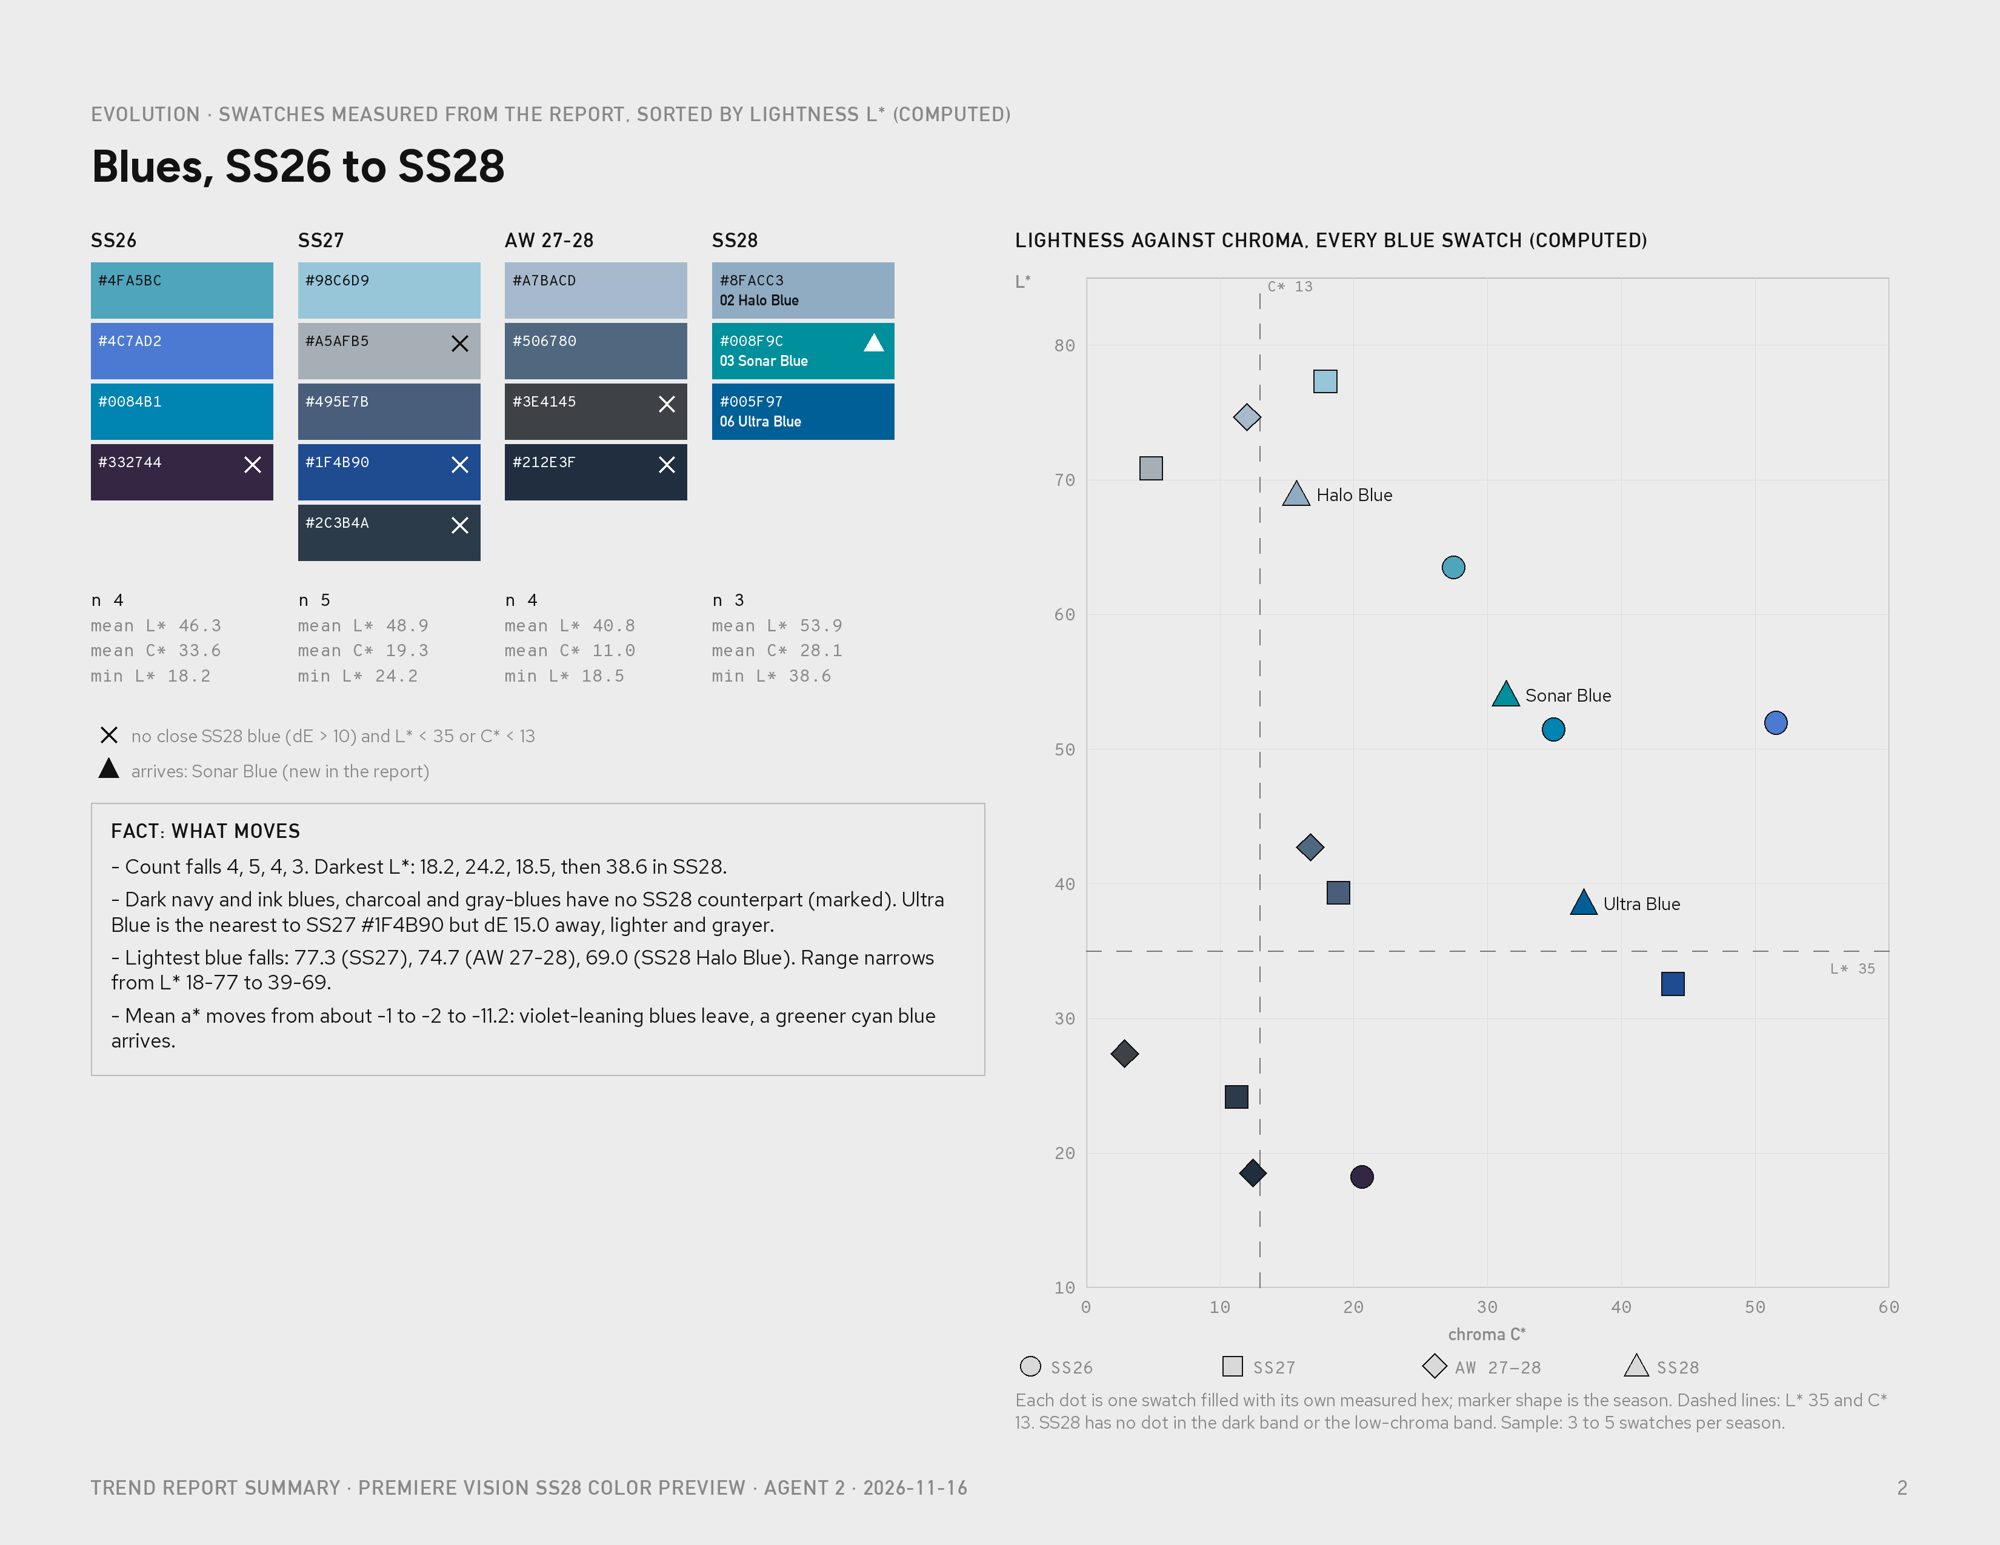 EVOLUTION · SWATCHES MEASURED FROM THE REPORT, SORTED BY LIGHTNESS L* (COMPUTED)
Blues, SS26 to SS28
SS26
#4FA5BC
#4C7AD2
#0084B1
#332744
n 4
mean L* 46.3
mean C* 33.6
min L* 18.2
SS27
#98C6D9
#A5AFB5
#495E7B
#1F4B90
#2C3B4A
n 5
mean L* 48.9
mean C* 19.3
min L* 24.2
AW 27-28
#A7BACD
#506780
#3E4145
#212E3F
n 4
mean L* 40.8
mean C* 11.0
min L* 18.5
SS28
#8FACC3
02 Halo Blue
#008F9C
03 Sonar Blue
#005F97
06 Ultra Blue
n 3
mean L* 53.9
mean C* 28.1
min L* 38.6
no close SS28 blue (dE > 10) and L* < 35 or C* < 13
arrives: Sonar Blue (new in the report)
FACT: WHAT MOVES
- Count falls 4, 5, 4, 3. Darkest L*: 18.2, 24.2, 18.5, then 38.6 in SS28.
- Dark navy and ink blues, charcoal and gray-blues have no SS28 counterpart (marked). Ultra
Blue is the nearest to SS27 #1F4B90 but dE 15.0 away, lighter and grayer.
- Lightest blue falls: 77.3 (SS27), 74.7 (AW 27-28), 69.0 (SS28 Halo Blue). Range narrows
from L* 18-77 to 39-69.
- Mean a* moves from about -1 to -2 to -11.2: violet-leaning blues leave, a greener cyan blue
arrives.
LIGHTNESS AGAINST CHROMA, EVERY BLUE SWATCH (COMPUTED)
L*
C* 13
80
70
Halo Blue
60
Sonar Blue
50
40
Ultra Blue
L* 35
30
20
10
0 10 20 30 40 50 60
chroma C*
SS26 SS27 AW 27-28 SS28
Each dot is one swatch filled with its own measured hex; marker shape is the season. Dashed lines: L* 35 and C*
13. SS28 has no dot in the dark band or the low-chroma band. Sample: 3 to 5 swatches per season.
TREND REPORT SUMMARY · PREMIERE VISION SS28 COLOR PREVIEW · AGENT 2 · 2026-11-16
2